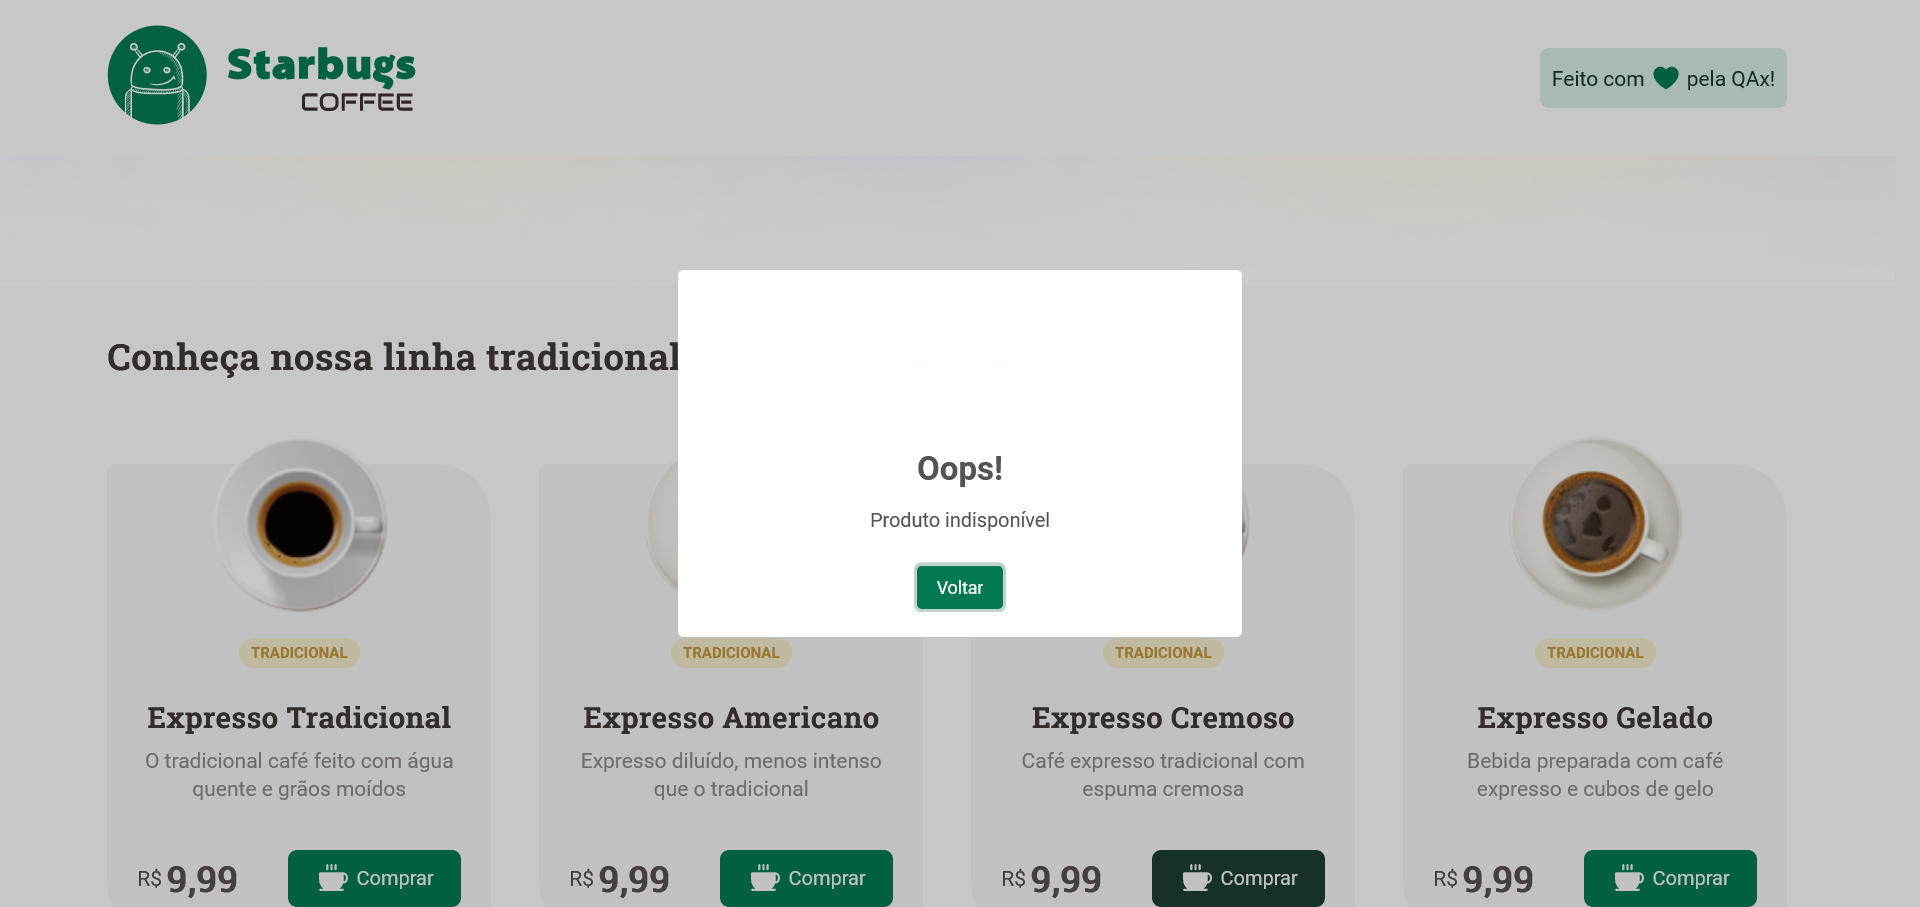 Starbugs
COFFEE
Feito com pela QAx!
Conheça nossa linha tradicional
Oops!
Produto indisponível
Voltar
TRADICIONAL
TRADICIONAL
TRADICIONAL
TRADICIONAL
Expresso Tradicional
O tradicional café feito com água
quente e grãos moídos
R$ 9,99
Comprar
Expresso Americano
Expresso diluído, menos intenso
que o tradicional
R$ 9,99
Comprar
Expresso Cremoso
Café expresso tradicional com
espuma cremosa
R$ 9,99
Comprar
Expresso Gelado
Bebida preparada com café
expresso e cubos de gelo
R$ 9,99
Comprar